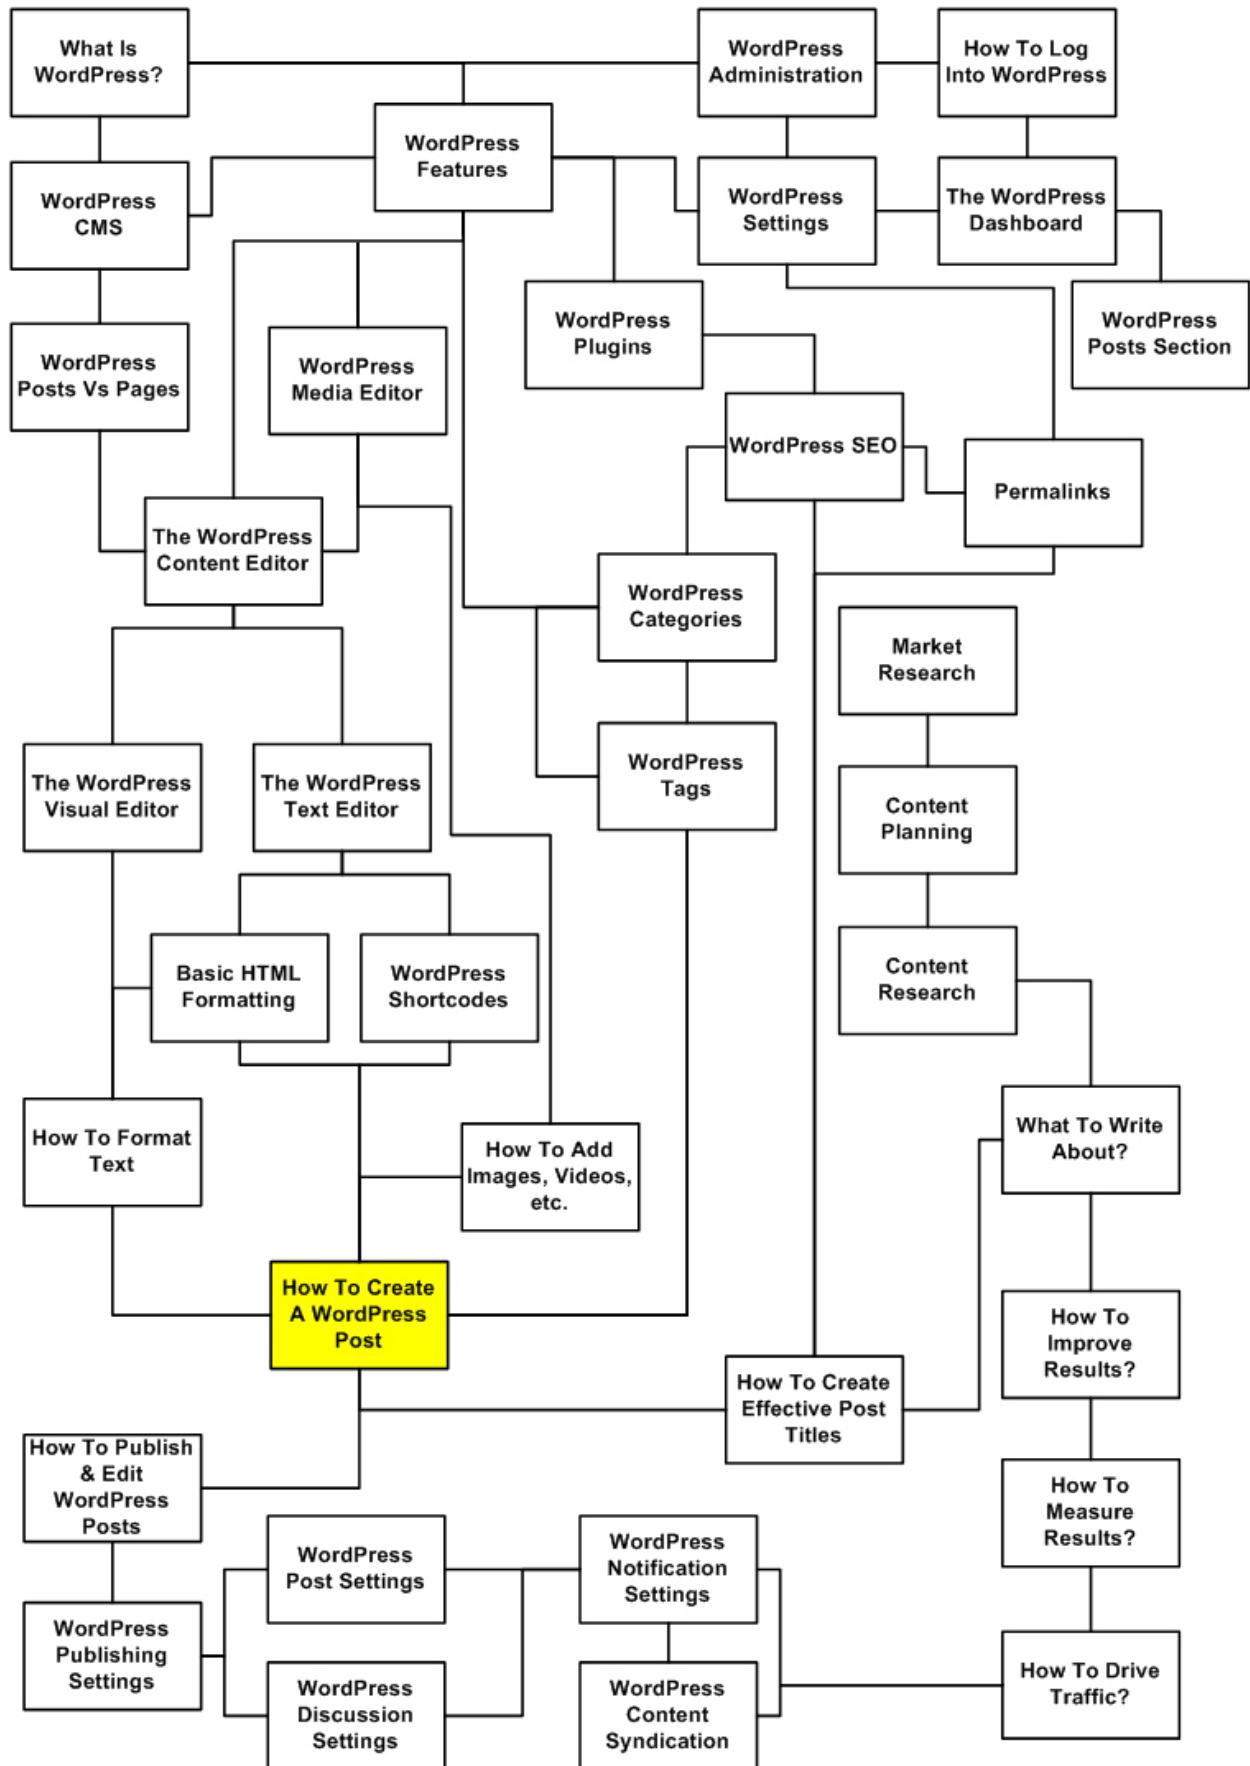 What Is
WordPress?
WordPress
Administration
How To Log
Into WordPress
WordPress
Features
WordPress
CMS
WordPress
Settings
The WordPress
Dashboard
WordPress
Plugins
WordPress
Posts Section
WordPress
Posts Vs Pages
WordPress
Media Editor
WordPress SEO
Permalinks
The WordPress
Content Editor
WordPress
Categories
Market
Research
The WordPress
Visual Editor
The WordPress
Text Editor
WordPress
Tags
Content
Planning
Basic HTML
Formatting
WordPress
Shortcodes
Content
Research
How To Format
Text
How To Add
Images, Videos,
etc.
What To Write
About?
How To Create
A WordPress
Post
How To
Improve
Results?
How To Create
Effective Post
Titles
How To Publish
& Edit
WordPress
Posts
How To
Measure
Results?
WordPress
Post Settings
WordPress
Notification
Settings
WordPress
Publishing
Settings
How To Drive
Traffic?
WordPress
Discussion
Settings
WordPress
Content
Syndication